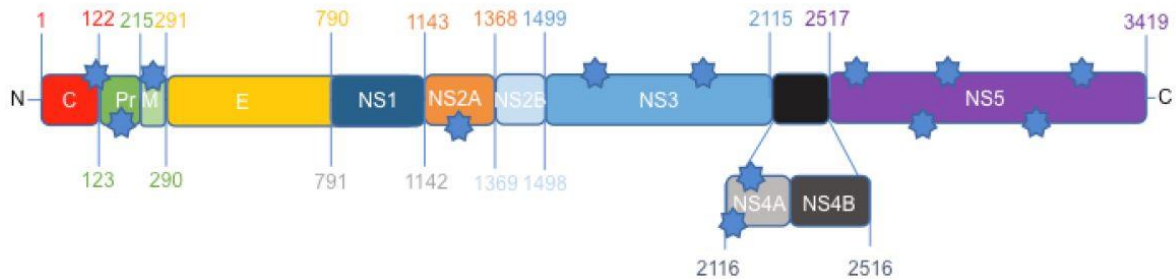 1 122 215 291 790 1143 1368 1499 2115 2517 3419
N C Pr M E NS1 NS2A NS2B NS3 NS5 C
123 290 791 1142 1369 1498
NS4A NS4B
2116 2516